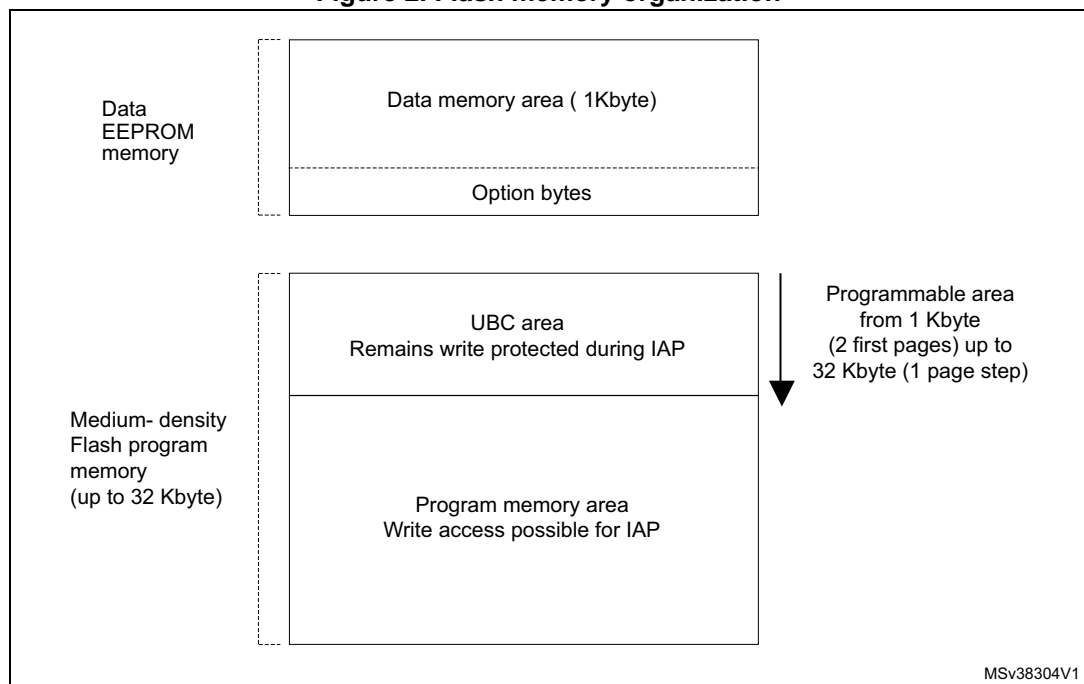 Figure 2. Flash memory organization
Data
EEPROM
memory
Data memory area ( 1Kbyte)
Option bytes
Medium- density
Flash program
memory
(up to 32 Kbyte)
UBC area
Remains write protected during IAP
Program memory area
Write access possible for IAP
Programmable area
from 1 Kbyte
(2 first pages) up to
32 Kbyte (1 page step)
MSv38304V1